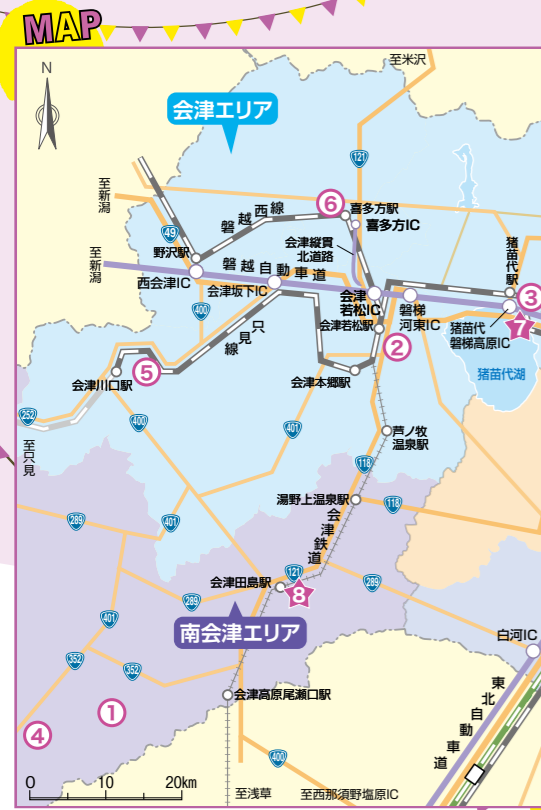 MAP
N
至米沢
会津エリア
121
⑥
喜多方駅
喜多方IC
磐越西線
会津縦貫
北道路
至新潟
49
野沢駅
至新潟
磐越自動車道
西会津IC
会津坂下IC
会津
若松IC
磐梯
河東IC
猪苗代駅
③
猪苗代
磐梯高原IC
7
猪苗代湖
400
只見線
会津若松駅
②
会津本郷駅
会津川口駅
⑤
252
至只見
400
401
芦ノ牧
温泉駅
118
湯野上温泉駅
118
会津鉄道
289
401
121
会津田島駅
8
289
289
401
南会津エリア
白河IC
352
352
①
④
会津高原尾瀬口駅
東北自動車道
400
0 10 20km
至浅草
至西那須野塩原IC